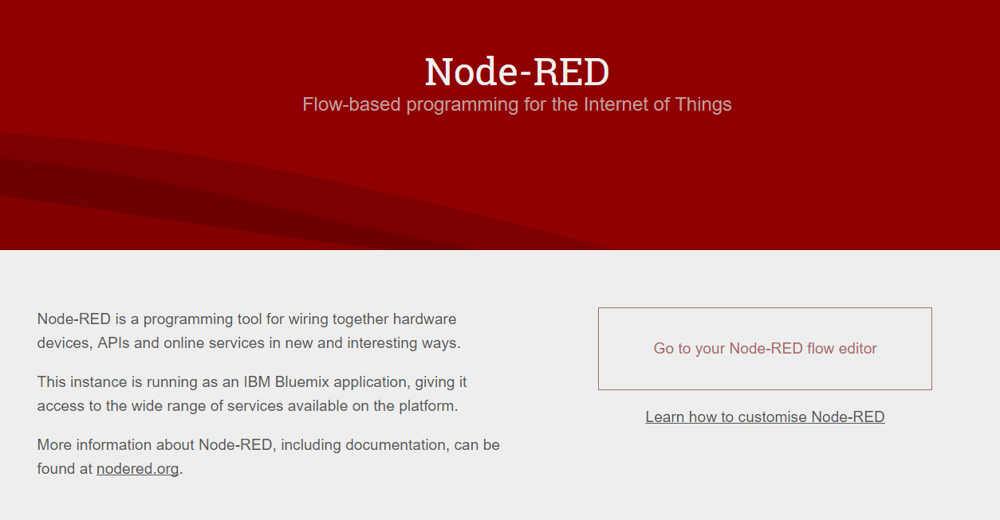 Node-RED
Flow-based programming for the Internet of Things
Node-RED is a programming tool for wiring together hardware
devices, APIs and online services in new and interesting ways.
This instance is running as an IBM Bluemix application, giving it
access to the wide range of services available on the platform.
More information about Node-RED, including documentation, can be
found at nodered.org.
Go to your Node-RED flow editor
Learn how to customise Node-RED